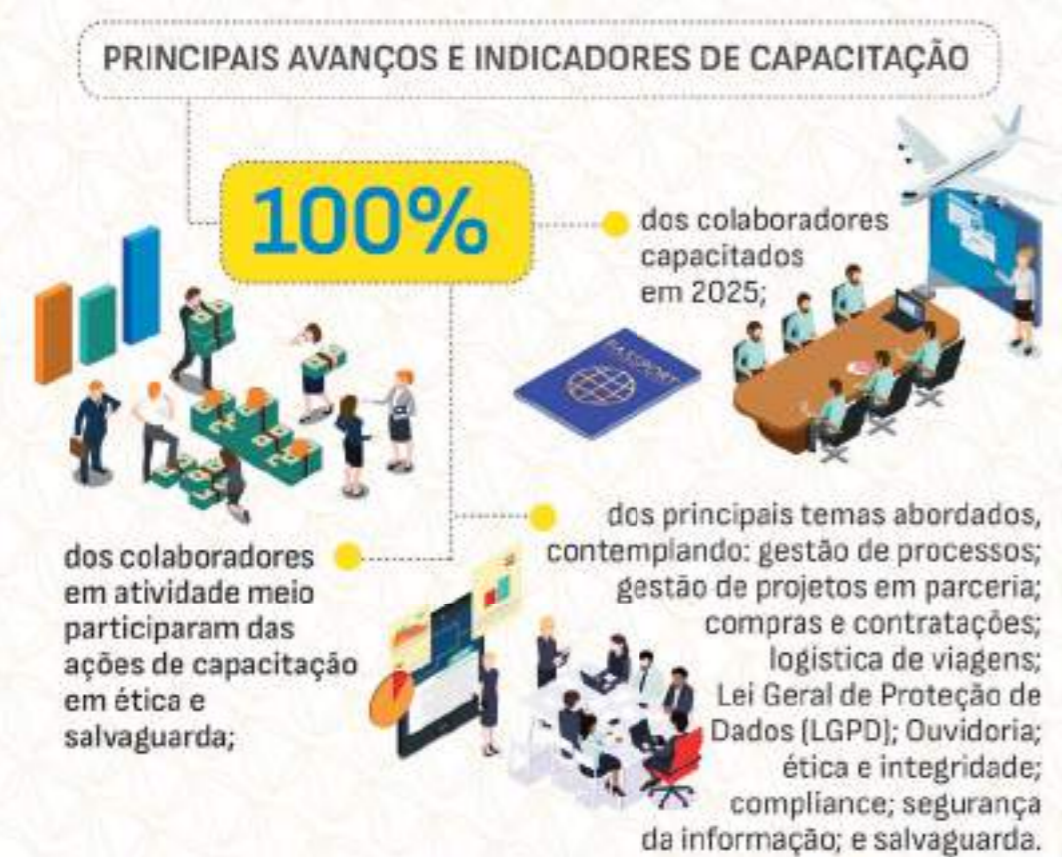 PRINCIPAIS AVANÇOS E INDICADORES DE CAPACITAÇÃO
100%
dos colaboradores
capacitados
em 2025;
PASSPORT
dos colaboradores
em atividade meio
participaram das
ações de capacitação
em ética e
salvaguarda;
dos principais temas abordados,
contemplando: gestão de processos;
gestão de projetos em parceria;
compras e contratações;
logística de viagens;
Lei Geral de Proteção de
Dados (LGPD); Ouvidoria;
ética e integridade;
compliance; segurança
da informação; e salvaguarda.